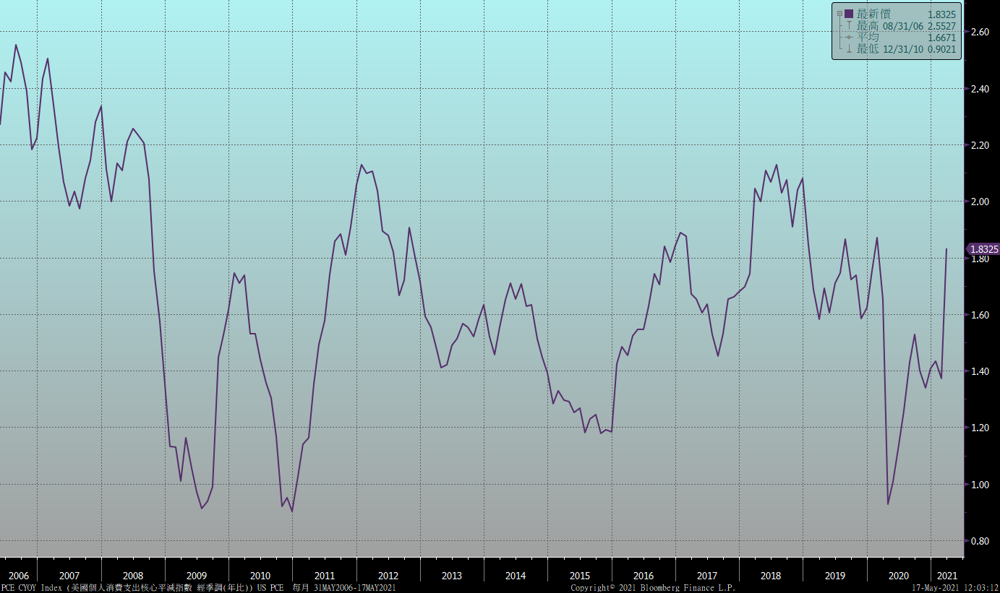 最新價 1.8325
最高 08/31/06 2.5527
平均 1.6671
最低 12/31/10 0.9021
2.60
2.40
2.20
2.00
1.8325
1.80
1.60
1.40
1.20
1.00
0.80
2006 2007 2008 2009 2010 2011 2012 2013 2014 2015 2016 2017 2018 2019 2020 2021
PCE CYOY Index (美國個人消費支出核心平減指數 經季調(年比)) US PCE 每月 31MAY2006-17MAY2021 Copyright© 2021 Bloomberg Finance L.P. 17-May-2021 12:03:12